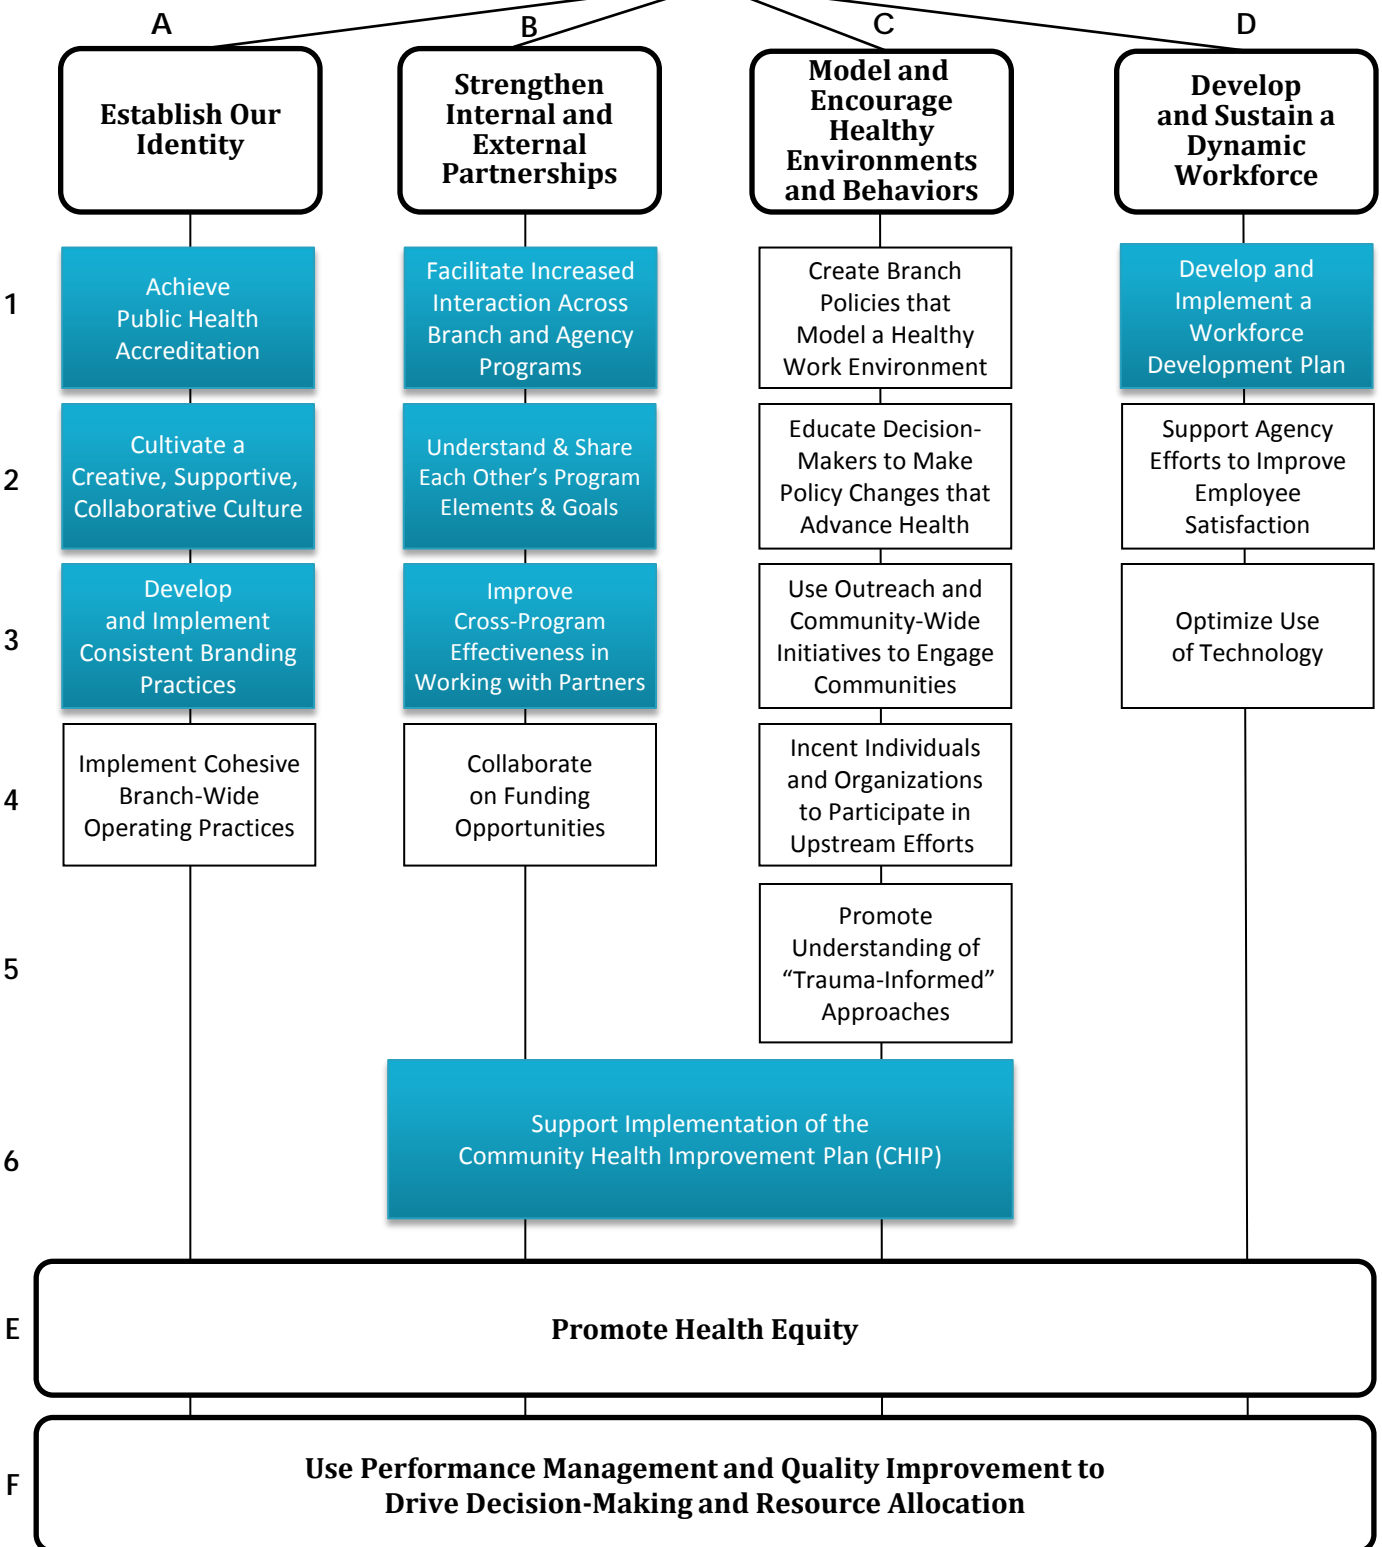 A
B
C
D
Establish Our
Identity
Strengthen
Internal and
External
Partnerships
Model and
Encourage
Healthy
Environments
and Behaviors
Develop
and Sustain a
Dynamic
Workforce
1
Achieve
Public Health
Accreditation
Facilitate Increased
Interaction Across
Branch and Agency
Programs
Create Branch
Policies that
Model a Healthy
Work Environment
Develop and
Implement a
Workforce
Development Plan
2
Cultivate a
Creative, Supportive,
Collaborative Culture
Understand & Share
Each Other’s Program
Elements & Goals
Educate Decision-
Makers to Make
Policy Changes that
Advance Health
Support Agency
Efforts to Improve
Employee
Satisfaction
3
Develop
and Implement
Consistent Branding
Practices
Improve
Cross-Program
Effectiveness in
Working with Partners
Use Outreach and
Community-Wide
Initiatives to Engage
Communities
Optimize Use
of Technology
4
Implement Cohesive
Branch-Wide
Operating Practices
Collaborate
on Funding
Opportunities
Incent Individuals
and Organizations
to Participate in
Upstream Efforts
5
Promote
Understanding of
“Trauma-Informed”
Approaches
6
Support Implementation of the
Community Health Improvement Plan (CHIP)
E
Promote Health Equity
F
Use Performance Management and Quality Improvement to
Drive Decision-Making and Resource Allocation